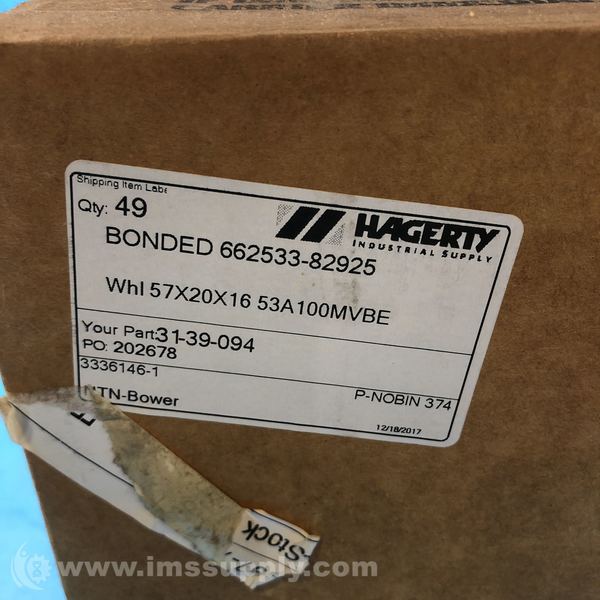 Shipping Item Labe
Qty: 49
HAGERTY
INDUSTRIAL SUPPLY
BONDED 662533-82925
Whl 57X20X16 53A100MVBE
Your Part:31-39-094
PO: 202678
3336146-1
NTN-Bower
P-NOBIN 374
12/18/2017
Stock
www.imssupply.com